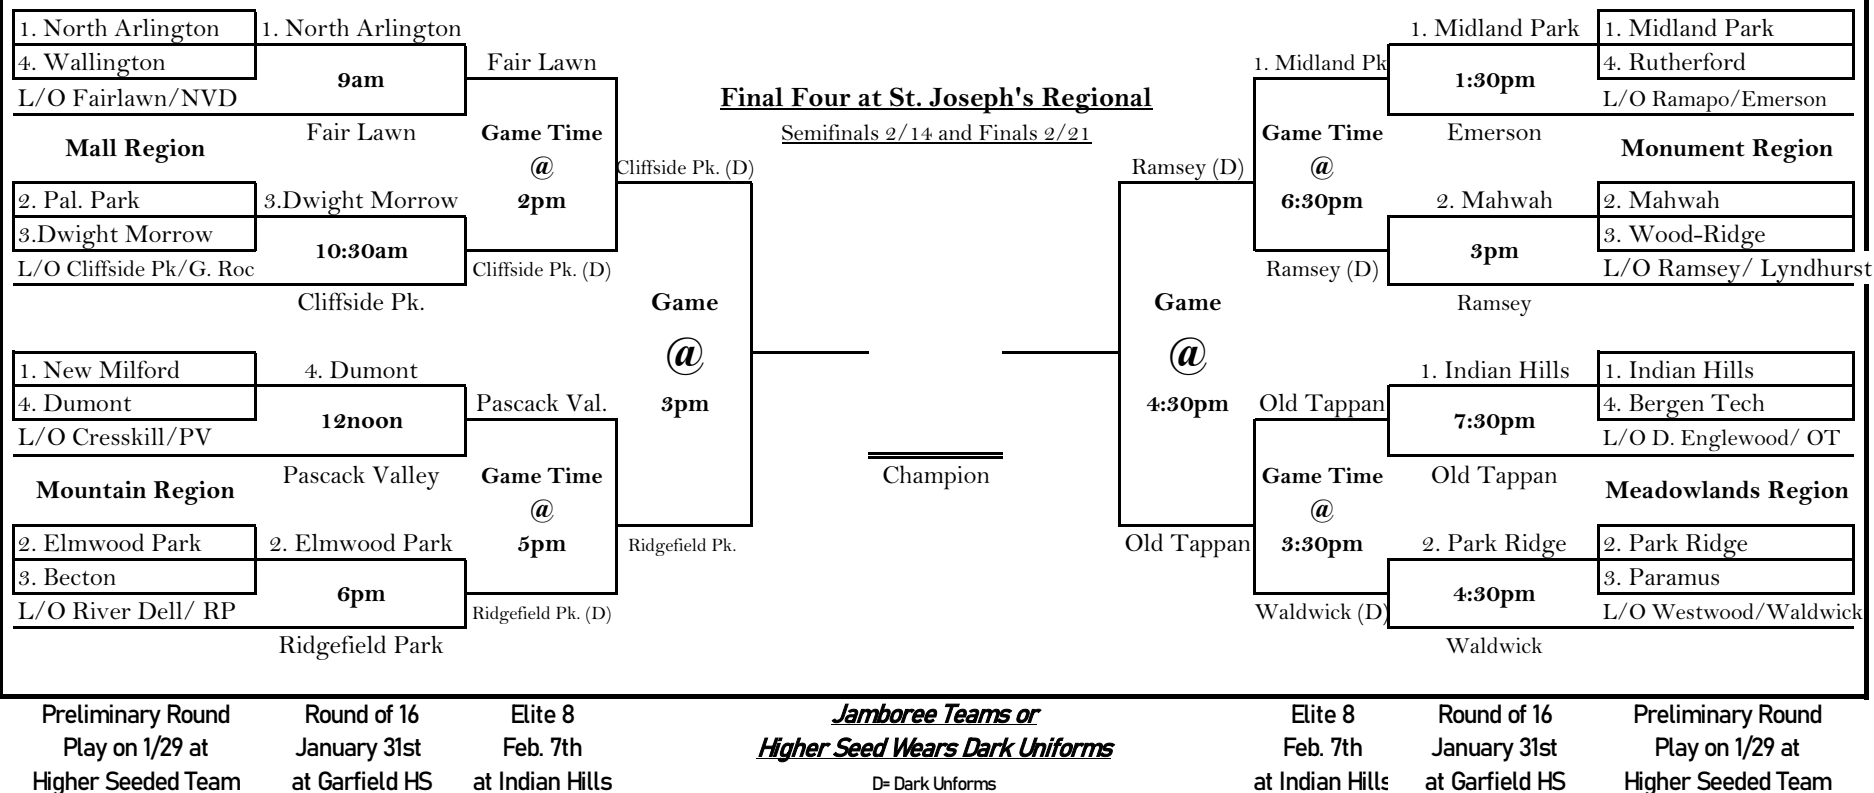 1. North Arlington
1. North Arlington
1. Midland Park
1. Midland Park
4. Wallington
Fair Lawn
1. Midland Pk
4. Rutherford
9am
1:30pm
L/O Fairlawn/NVD
Final Four at St. Joseph's Regional
L/O Ramapo/Emerson
Fair Lawn
Game Time
Semifinals 2/14 and Finals 2/21
Game Time
Emerson
Mall Region
Monument Region
@
Cliffside Pk. (D)
Ramsey (D)
@
2. Pal. Park
3.Dwight Morrow
2pm
6:30pm
2. Mahwah
2. Mahwah
3.Dwight Morrow
3. Wood-Ridge
10:30am
3pm
L/O Cliffside Pk/G. Roc
Cliffside Pk. (D)
Ramsey (D)
L/O Ramsey/ Lyndhurst
Cliffside Pk.
Game
Game
Ramsey
@
@
1. New Milford
4. Dumont
1. Indian Hills
1. Indian Hills
4. Dumont
Pascack Val.
3pm
4:30pm
Old Tappan
4. Bergen Tech
12noon
7:30pm
L/O Cresskill/PV
L/O D. Englewood/ OT
Pascack Valley
Game Time
Champion
Game Time
Old Tappan
Mountain Region
Meadowlands Region
@
@
2. Elmwood Park
2. Elmwood Park
5pm
Ridgefield Pk.
Old Tappan
3:30pm
2. Park Ridge
2. Park Ridge
3. Becton
3. Paramus
6pm
4:30pm
L/O River Dell/ RP
Ridgefield Pk. (D)
Waldwick (D)
L/O Westwood/Waldwick
Ridgefield Park
Waldwick
Preliminary Round
Round of 16
Elite 8
Jamboree Teams or
Elite 8
Round of 16
Preliminary Round
Play on 1/29 at
January 31st
Feb. 7th
Higher Seed Wears Dark Uniforms
Feb. 7th
January 31st
Play on 1/29 at
Higher Seeded Team
at Garfield HS
at Indian Hills
D= Dark Unforms
at Indian Hills
at Garfield HS
Higher Seeded Team